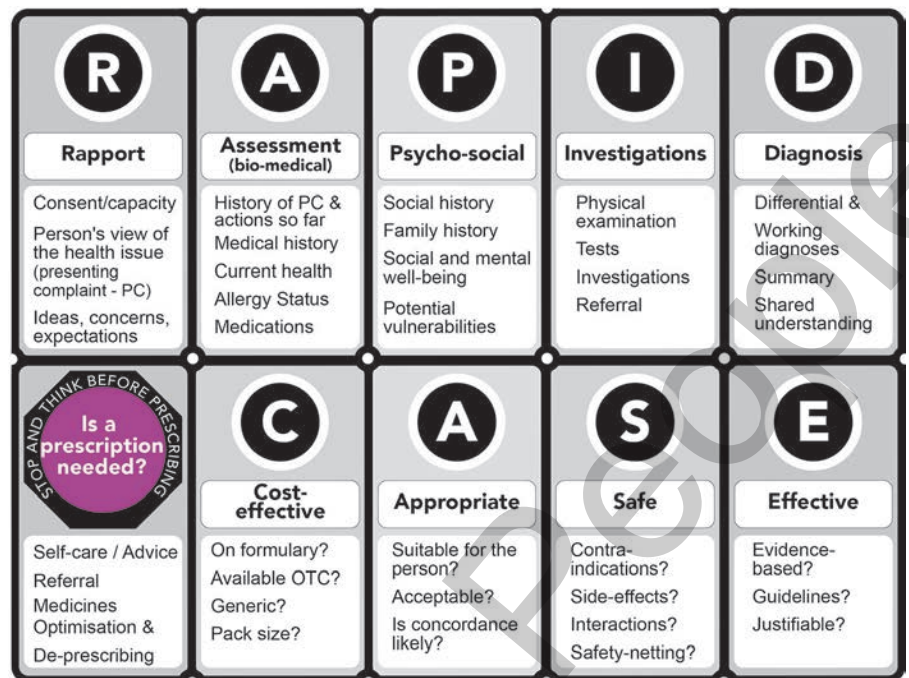 R
Rapport
Consent/capacity
Person's view of
the health issue
(presenting
complaint - PC)
Ideas, concerns,
expectations
A
Assessment
(bio-medical)
History of PC &
actions so far
Medical history
Current health
Allergy Status
Medications
P
Psycho-social
Social history
Family history
Social and mental
well-being
Potential
vulnerabilities
I
Investigations
Physical
examination
Tests
Investigations
Referral
D
Diagnosis
Differential &
Working
diagnoses
Summary
Shared
understanding
STOP AND THINK BEFORE PRESCRIBING
Is a
prescription
needed?
Self-care / Advice
Referral
Medicines
Optimisation &
De-prescribing
C
Cost-
effective
On formulary?
Available OTC?
Generic?
Pack size?
A
Appropriate
Suitable for the
person?
Acceptable?
Is concordance
likely?
S
Safe
Contra-
indications?
Side-effects?
Interactions?
Safety-netting?
E
Effective
Evidence-
based?
Guidelines?
Justifiable?
People